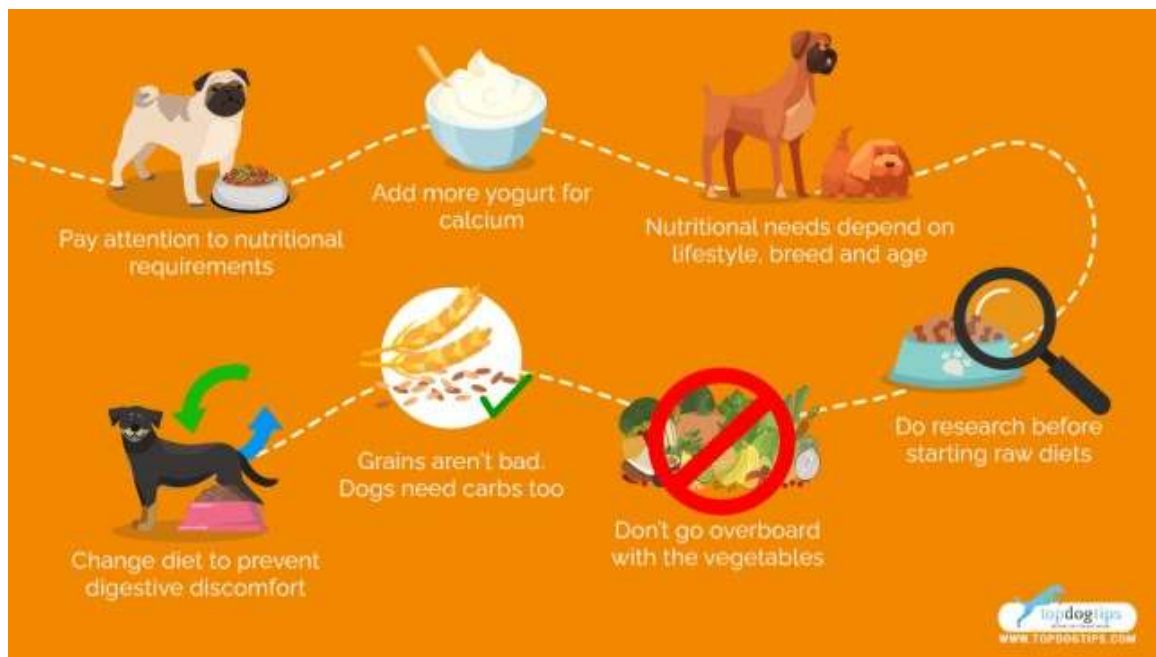 Pay attention to nutritional
requirements
Add more yogurt for
calcium
Nutritional needs depend on
lifestyle, breed and age
Do research before
starting raw diets
Don't go overboard
with the vegetables
Grains aren't bad.
Dogs need carbs too
Change diet to prevent
digestive discomfort
topdogtips
WWW.TOPDOGTIPS.COM